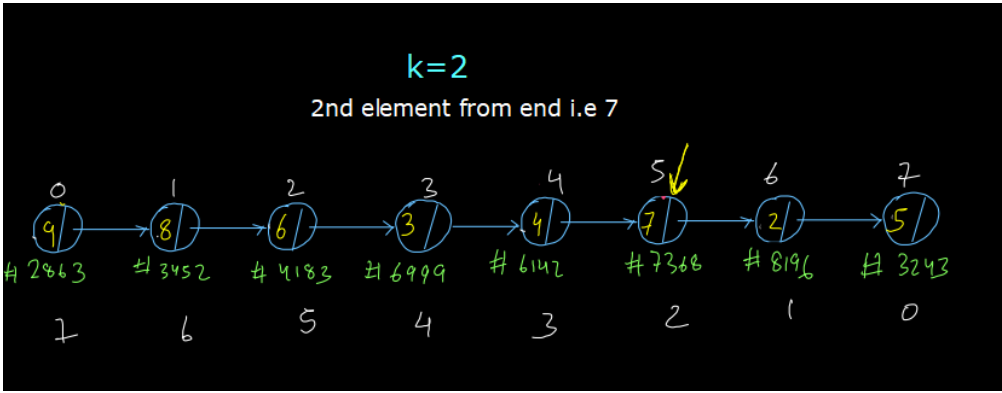 k=2
2nd element from end i.e 7
0 1 2 3 4 5 6 7
9 8 6 3 4 7 2 5
#2863 #3452 #4183 #6999 #6142 #7368 #8196 #3243
7 6 5 4 3 2 1 0